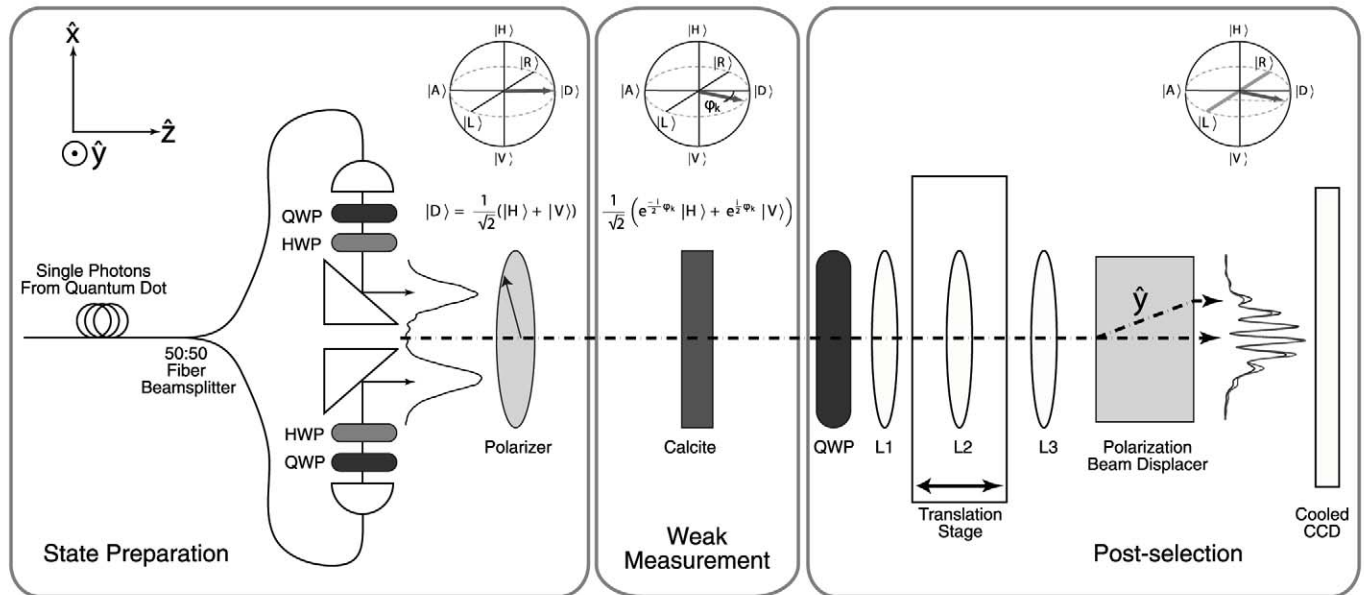 x̂
ẑ
ŷ
|H⟩
|R⟩
|A⟩
|D⟩
|L⟩
|V⟩
QWP
HWP
|D⟩ = 1/√2 (|H⟩ + |V⟩)
Single Photons
From Quantum Dot
50:50
Fiber
Beamsplitter
HWP
QWP
Polarizer
State Preparation
|H⟩
|R⟩
|A⟩
|D⟩
φk
|L⟩
|V⟩
1/√2 (e^(-i/2 φk) |H⟩ + e^(i/2 φk) |V⟩)
Calcite
Weak
Measurement
|H⟩
|R⟩
|A⟩
|D⟩
|L⟩
|V⟩
ŷ
QWP
L1
L2
L3
Polarization
Beam Displacer
Translation
Stage
Cooled
CCD
Post-selection